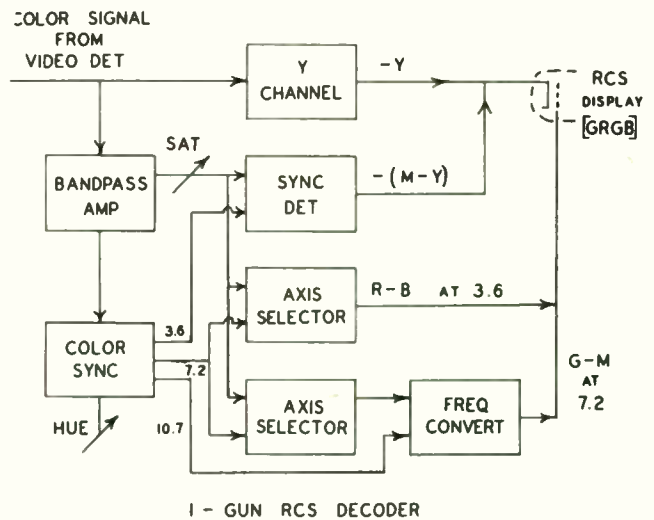 COLOR SIGNAL
FROM
VIDEO DET
Y
CHANNEL
-Y
RCS
DISPLAY
[GRGB]
SAT
BANDPASS
AMP
SYNC
DET
-(M-Y)
AXIS
SELECTOR
R-B AT 3.6
COLOR
SYNC
3.6
7.2
10.7
HUE
AXIS
SELECTOR
FREQ
CONVERT
G-M
AT
7.2
1 - GUN RCS DECODER